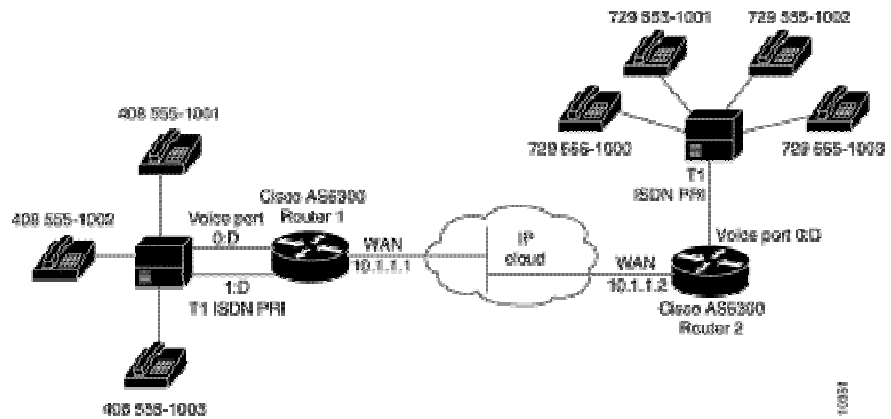 729 555-1001
729 555-1002
408 555-1001
729 555-1000
729 555-1003
T1
ISDN PRI
Cisco AS5300
Router 1
Voice port
0:D
408 555-1002
WAN
10.1.1.1
IP
cloud
Voice port 0:D
WAN
10.1.1.2
1:D
T1 ISDN PRI
Cisco AS5300
Router 2
408 555-1003